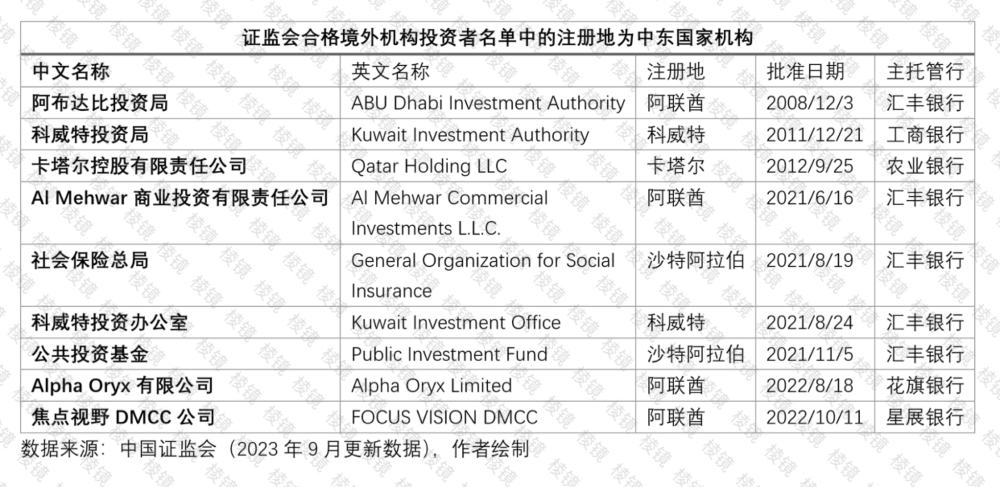 证监会合格境外机构投资者名单中的注册地为中东国家机构
中文名称 英文名称 注册地 批准日期 主托管行
阿布达比投资局 ABU Dhabi Investment Authority 阿联酋 2008/12/3 汇丰银行
科威特投资局 Kuwait Investment Authority 科威特 2011/12/21 工商银行
卡塔尔控股有限责任公司 Qatar Holding LLC 卡塔尔 2012/9/25 农业银行
Al Mehwar 商业投资有限责任公司 Al Mehwar Commercial 阿联酋 2021/6/16 汇丰银行
Investments L.L.C.
社会保险总局 General Organization for Social 沙特阿拉伯 2021/8/19 汇丰银行
Insurance
科威特投资办公室 Kuwait Investment Office 科威特 2021/8/24 汇丰银行
公共投资基金 Public Investment Fund 沙特阿拉伯 2021/11/5 汇丰银行
Alpha Oryx 有限公司 Alpha Oryx Limited 阿联酋 2022/8/18 花旗银行
焦点视野 DMCC 公司 FOCUS VISION DMCC 阿联酋 2022/10/11 星展银行
数据来源：中国证监会（2023 年 9 月更新数据），作者绘制
棱镜